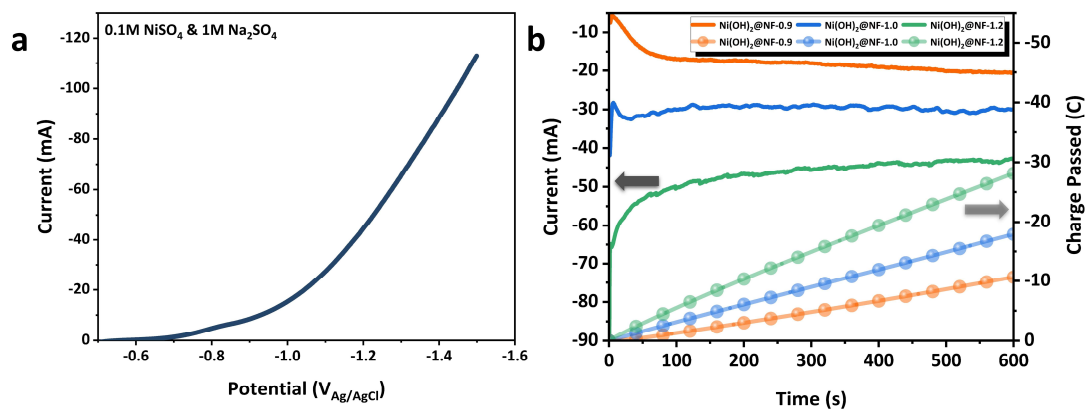 a
0.1M NiSO₄ & 1M Na₂SO₄
-120
-100
-80
-60
-40
-20
0
Current (mA)
-0.6
-0.8
-1.0
-1.2
-1.4
-1.6
Potential (V_Ag/AgCl)
b
Ni(OH)₂@NF-0.9
Ni(OH)₂@NF-1.0
Ni(OH)₂@NF-1.2
Ni(OH)₂@NF-0.9
Ni(OH)₂@NF-1.0
Ni(OH)₂@NF-1.2
-5
-10
-20
-30
-40
-50
-60
-70
-80
-90
Current (mA)
-50
-40
-30
-20
-10
0
Charge Passed (C)
0
100
200
300
400
500
600
Time (s)